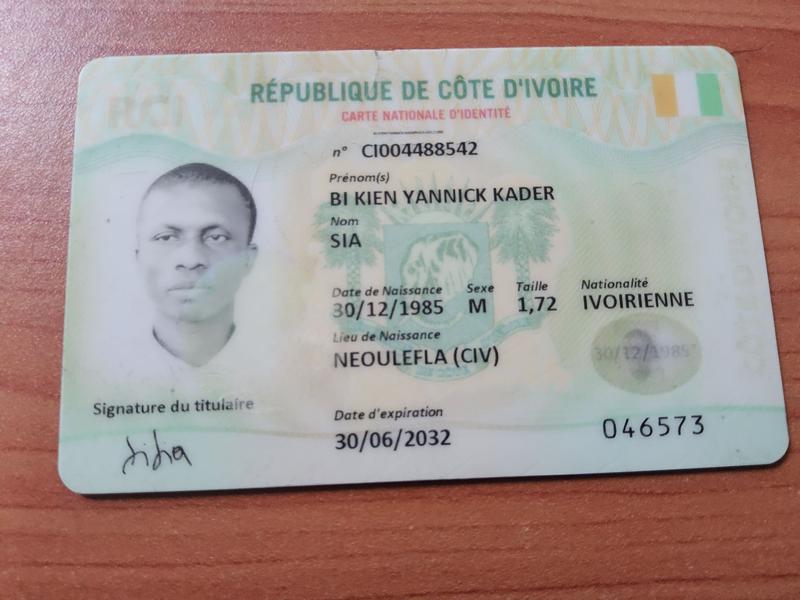 RCI
RÉPUBLIQUE DE CÔTE D'IVOIRE
CARTE NATIONALE D'IDENTITÉ
n° CI004488542
Prénom(s)
BI KIEN YANNICK KADER
Nom
SIA
Date de Naissance Sexe Taille Nationalité
30/12/1985 M 1,72 IVOIRIENNE
Lieu de Naissance
NEOULEFLA (CIV)
30/12/1985
Signature du titulaire
Date d'expiration
30/06/2032
046573